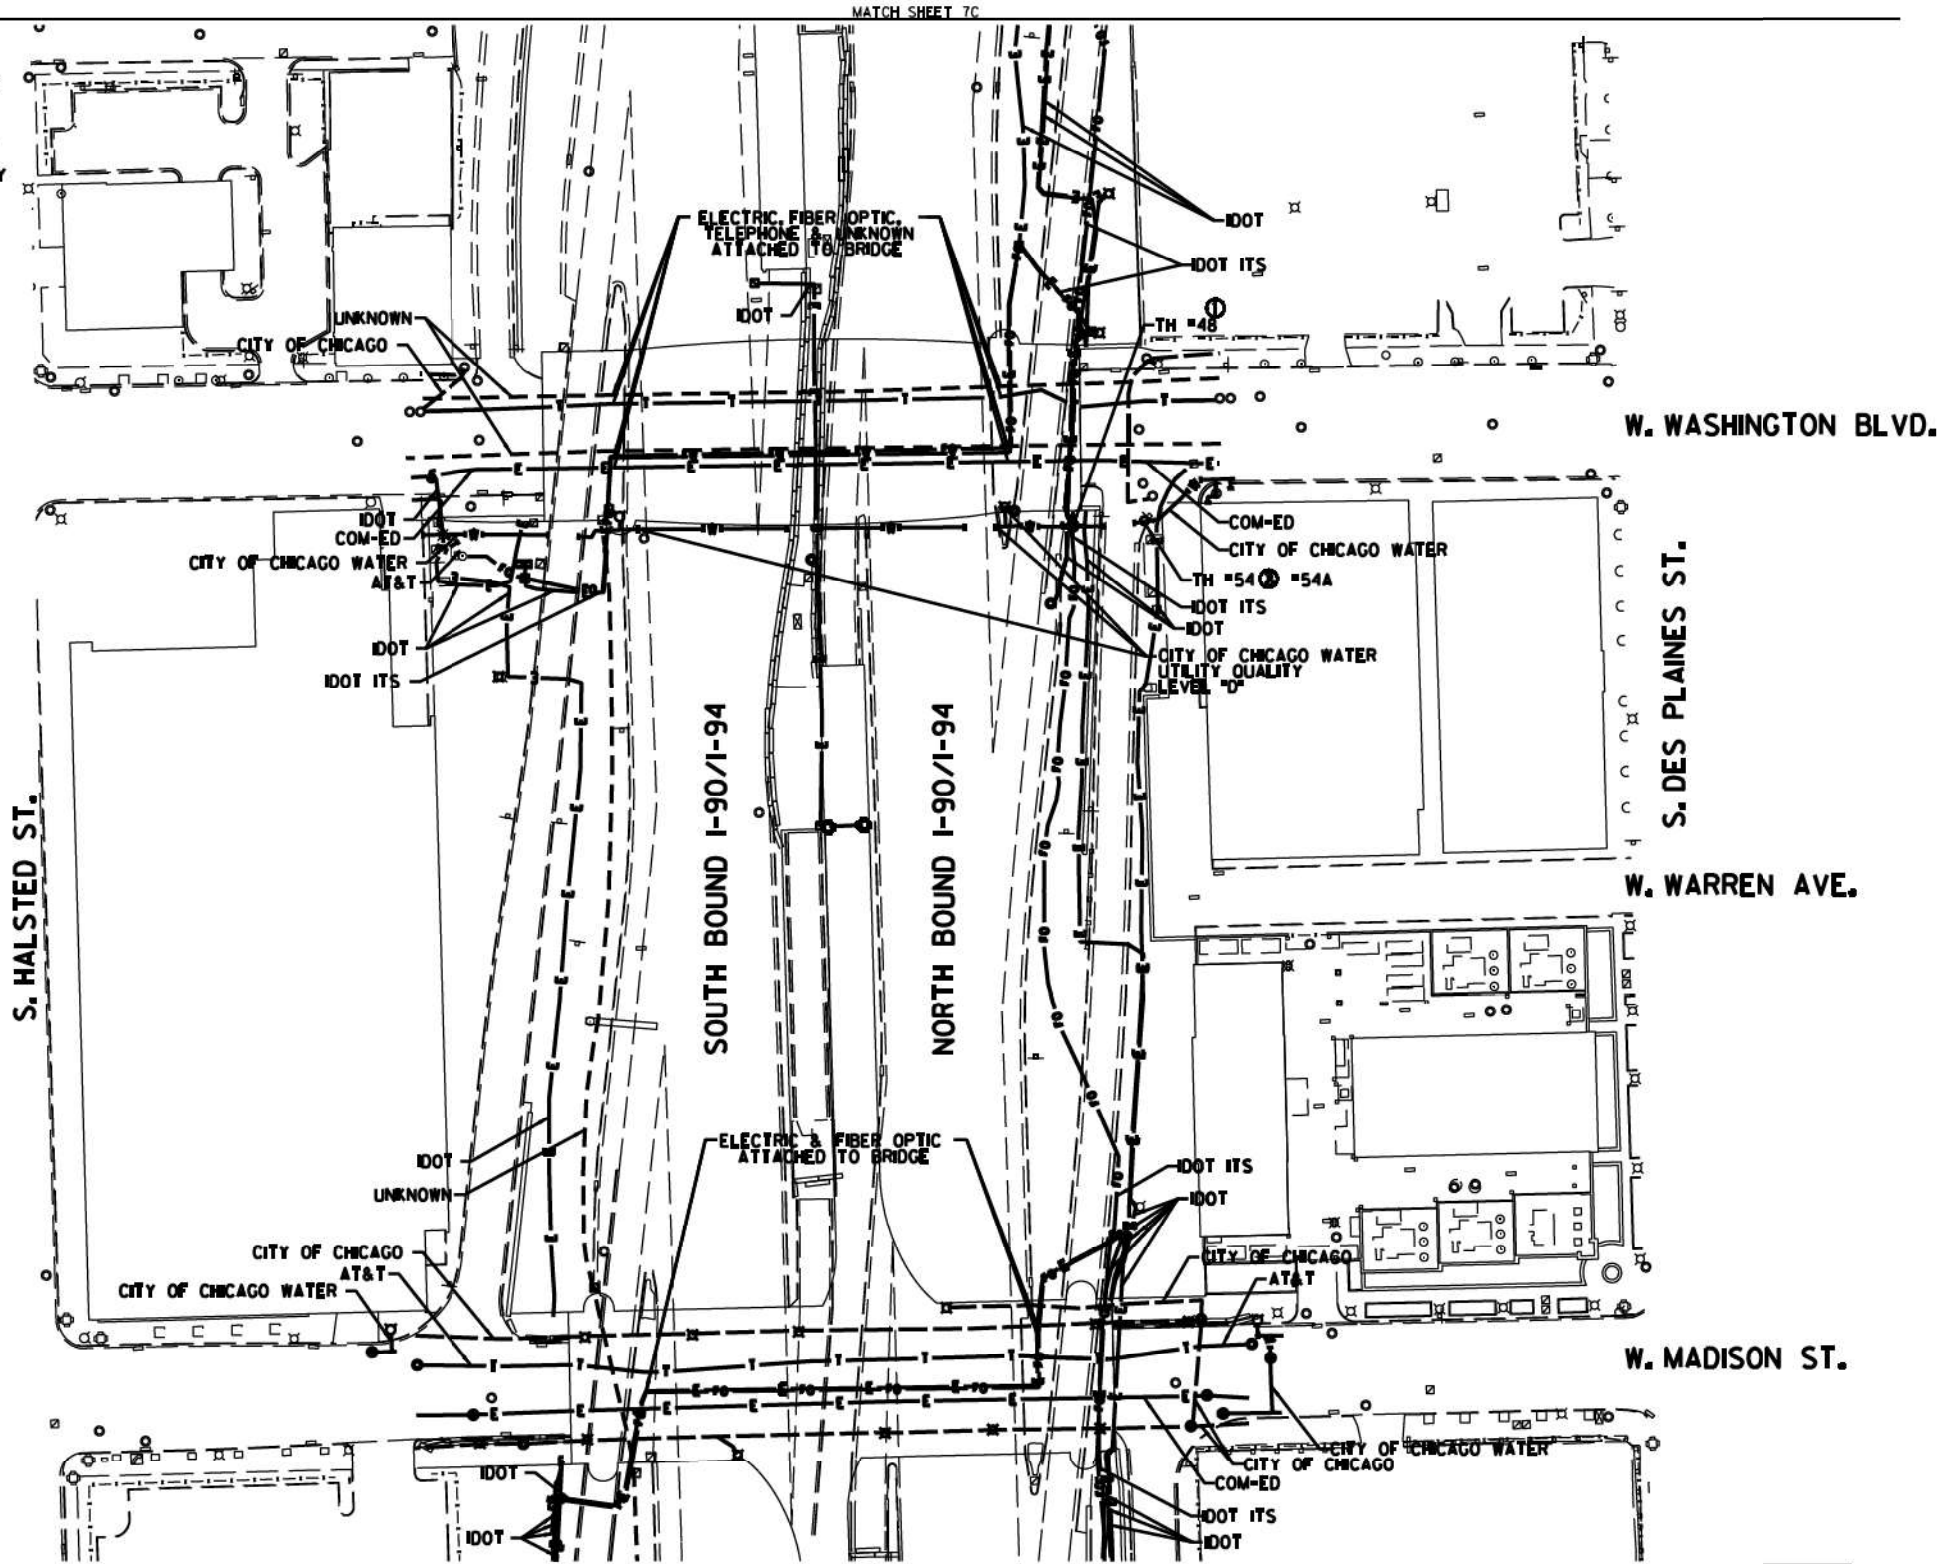 MATCH SHEET 7C
Y
ELECTRIC, FIBER OPTIC,
TELEPHONE & UNKNOWN
ATTACHED TO BRIDGE
IDOT
IDOT ITS
IDOT
TH "48
1
UNKNOWN
CITY OF CHICAGO
W. WASHINGTON BLVD.
IDOT
COM-ED
CITY OF CHICAGO WATER
AT&T
IDOT
IDOT ITS
COM-ED
CITY OF CHICAGO WATER
TH "54 & "54A
IDOT ITS
IDOT
CITY OF CHICAGO WATER
UTILITY QUALITY
LEVEL "D"
S. DES PLAINES ST.
S. HALSTED ST.
SOUTH BOUND I-90/I-94
NORTH BOUND I-90/I-94
W. WARREN AVE.
ELECTRIC & FIBER OPTIC
ATTACHED TO BRIDGE
IDOT
UNKNOWN
IDOT ITS
IDOT
CITY OF CHICAGO
AT&T
CITY OF CHICAGO WATER
CITY OF CHICAGO
AT&T
W. MADISON ST.
IDOT
IDOT
CITY OF CHICAGO WATER
CITY OF CHICAGO
COM-ED
IDOT ITS
IDOT